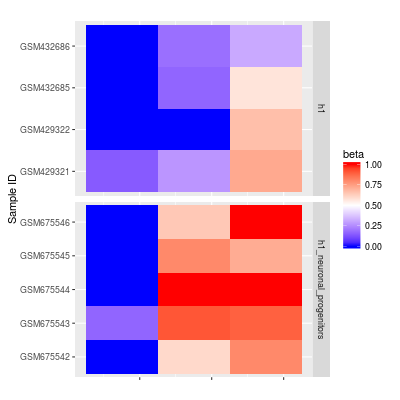 GSM432686
GSM432685
GSM429322
GSM429321
h1
GSM675546
GSM675545
GSM675544
GSM675543
GSM675542
h1_neuronal_progenitors
Sample ID
beta
1.00
0.75
0.50
0.25
0.00